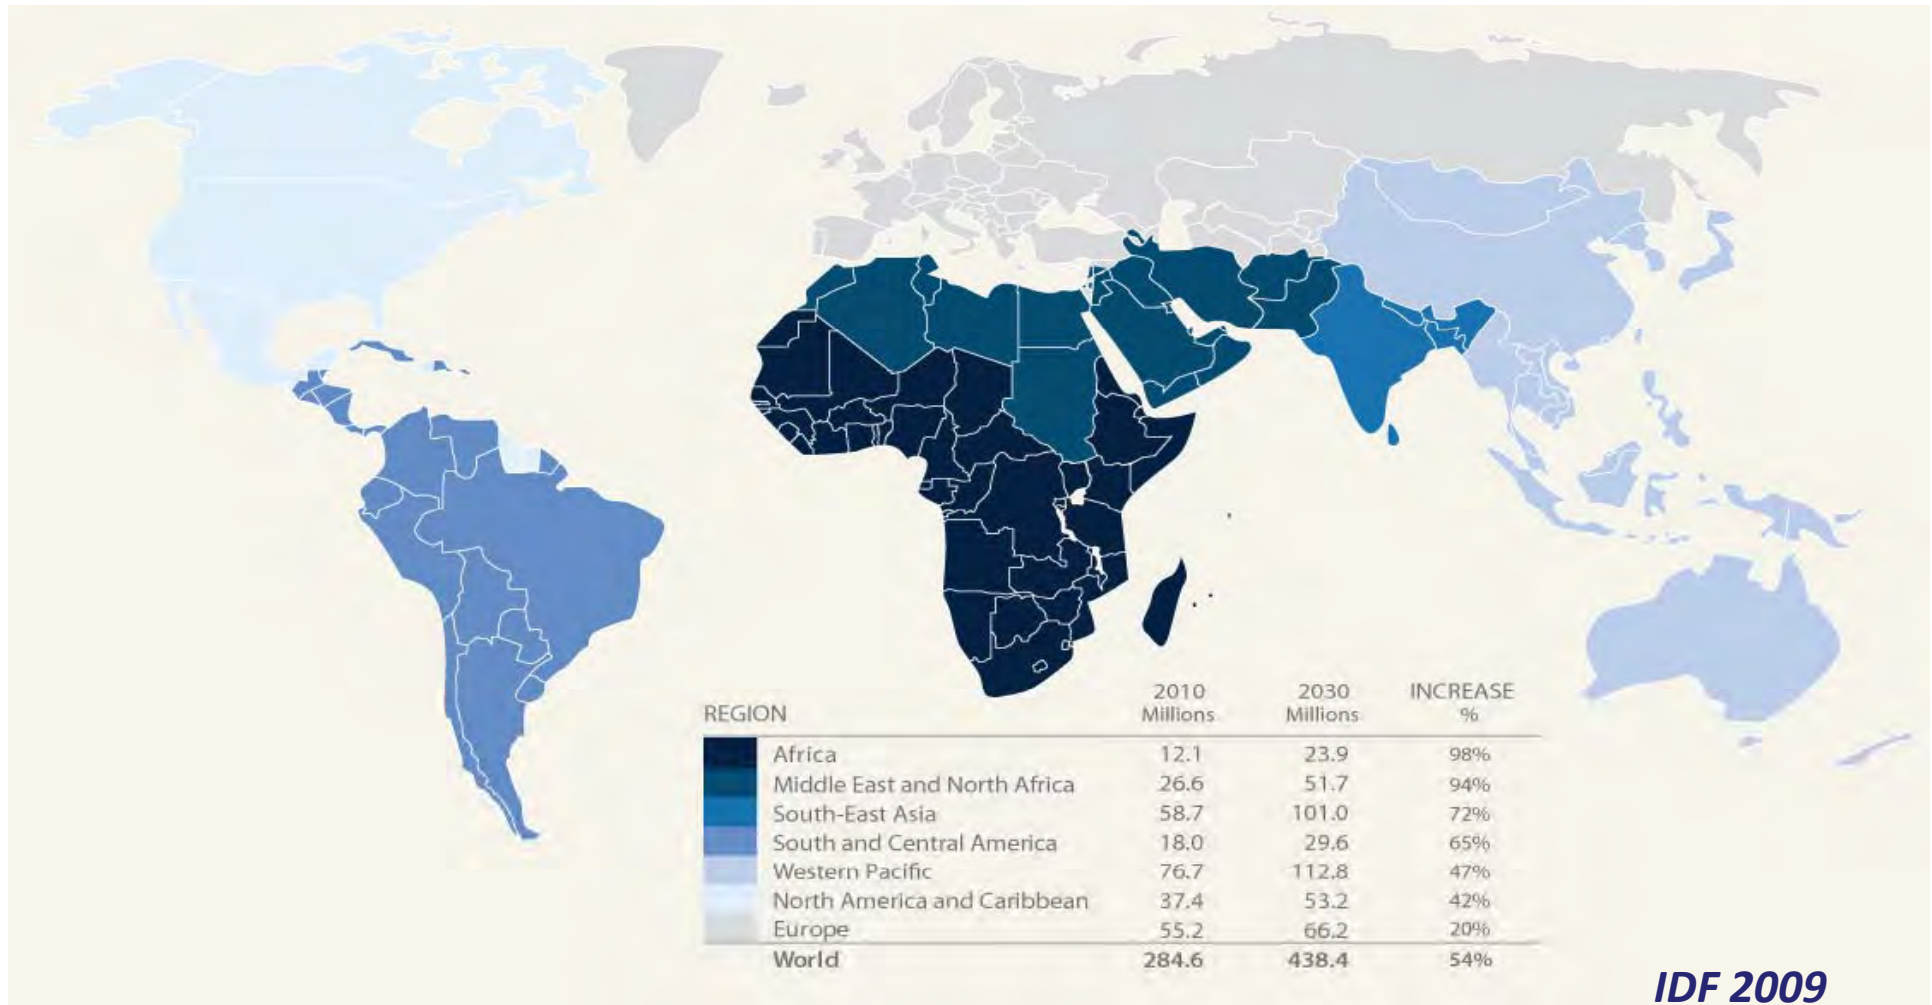 REGION 2010 Millions 2030 Millions INCREASE %
Africa 12.1 23.9 98%
Middle East and North Africa 26.6 51.7 94%
South-East Asia 58.7 101.0 72%
South and Central America 18.0 29.6 65%
Western Pacific 76.7 112.8 47%
North America and Caribbean 37.4 53.2 42%
Europe 55.2 66.2 20%
World 284.6 438.4 54%
IDF 2009